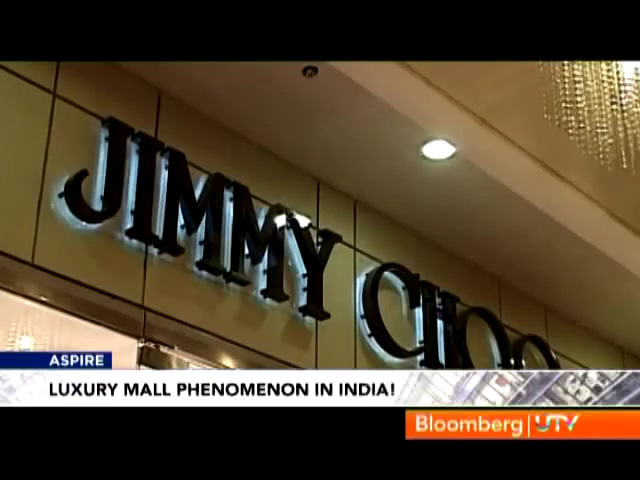 JIMMY CHOO
ASPIRE
LUXURY MALL PHENOMENON IN INDIA!
Bloomberg | UTV